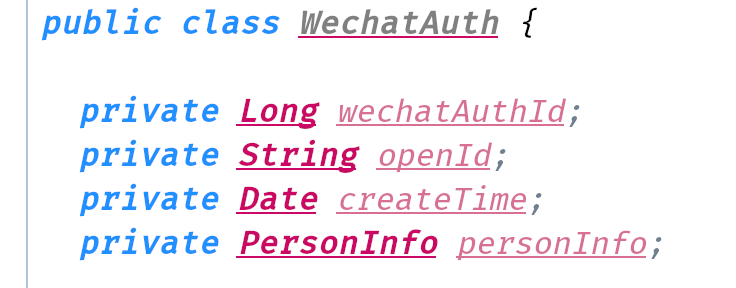 public class WechatAuth {
private Long wechatAuthId;
private String openId;
private Date createTime;
private PersonInfo personInfo;